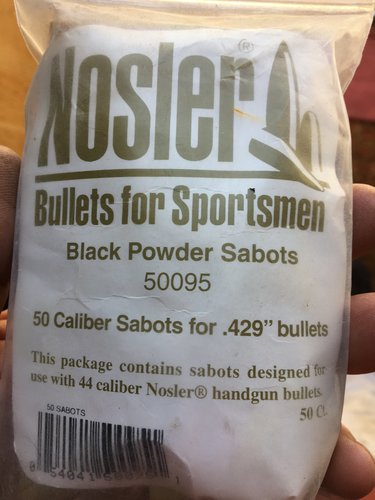 Nosler®
Bullets for Sportsmen
Black Powder Sabots
50095
50 Caliber Sabots for .429” bullets
This package contains sabots designed for
use with 44 caliber Nosler® handgun bullets.
50 Ct.
50 SABOTS